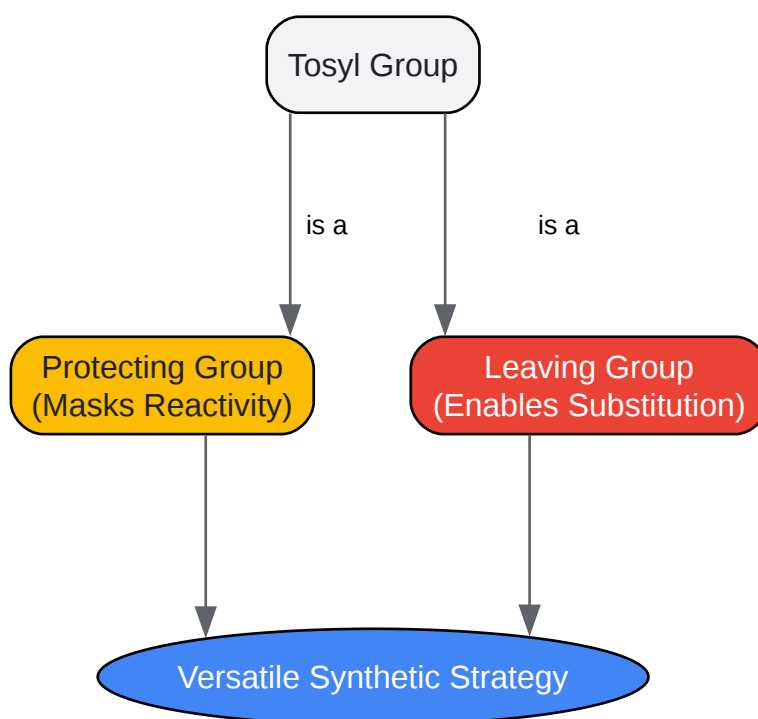 Tosyl Group
is a
is a
Protecting Group
(Masks Reactivity)
Leaving Group
(Enables Substitution)
Versatile Synthetic Strategy